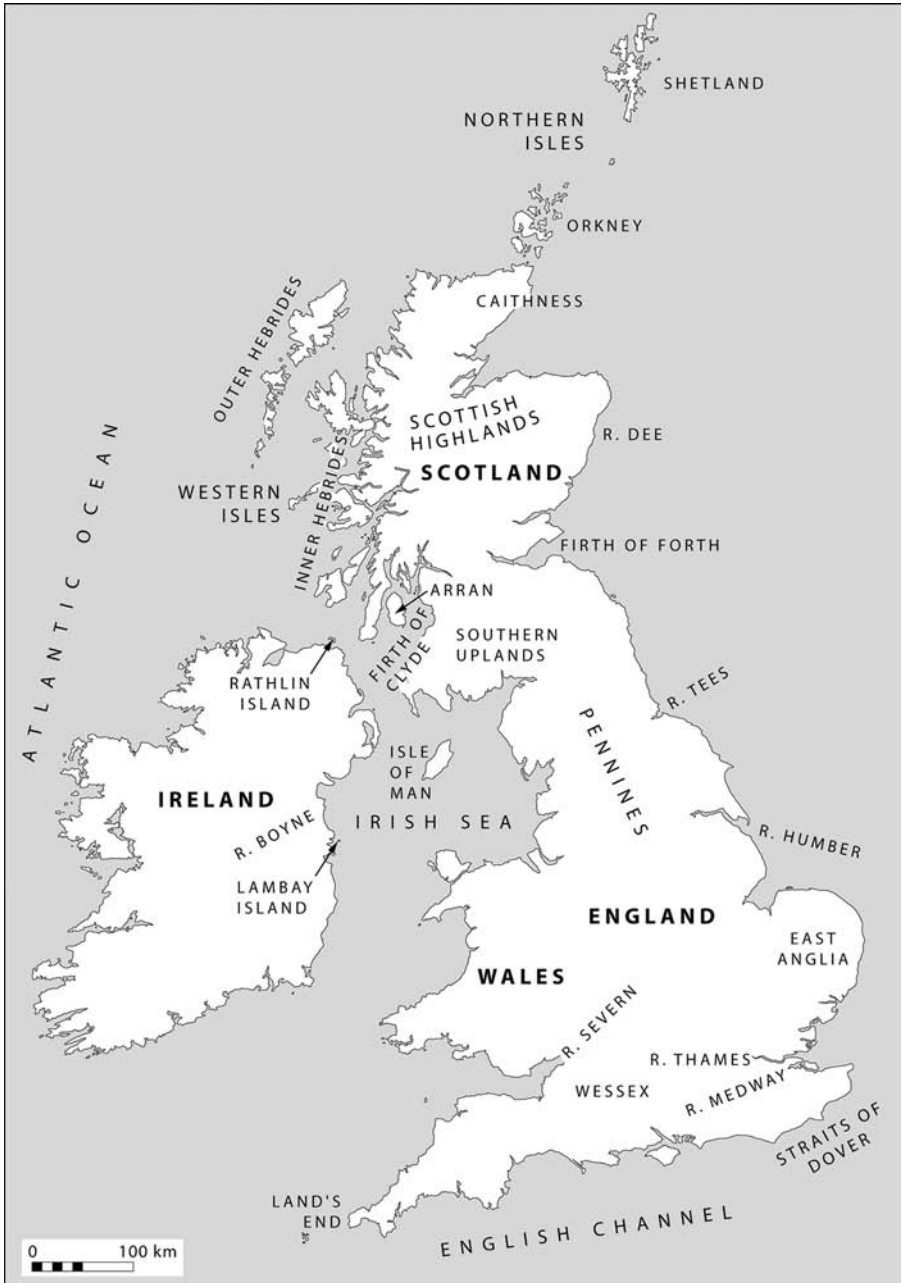 SHETLAND
NORTHERN
ISLES
ORKNEY
CAITHNESS
OUTER HEBRIDES
SCOTTISH
HIGHLANDS
R. DEE
SCOTLAND
WESTERN
ISLES
INNER HEBRIDES
ATLANTIC OCEAN
FIRTH OF FORTH
ARRAN
FIRTH OF
CLYDE
SOUTHERN
UPLANDS
RATHLIN
ISLAND
R. TEES
PENNINES
ISLE
OF
MAN
IRELAND
IRISH SEA
R. BOYNE
R. HUMBER
LAMBAY
ISLAND
ENGLAND
EAST
ANGLIA
WALES
R. SEVERN
R. THAMES
WESSEX
R. MEDWAY
STRAITS OF
DOVER
LAND'S
END
ENGLISH CHANNEL
0 100 km